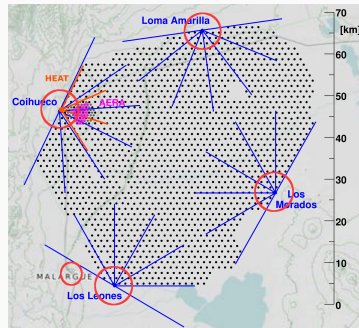 Loma Amarilla
70
[km]
60
HEAT
Coihueco
AERA
50
40
30
Los
Morados
20
10
MALARGUE
Los Leones
0